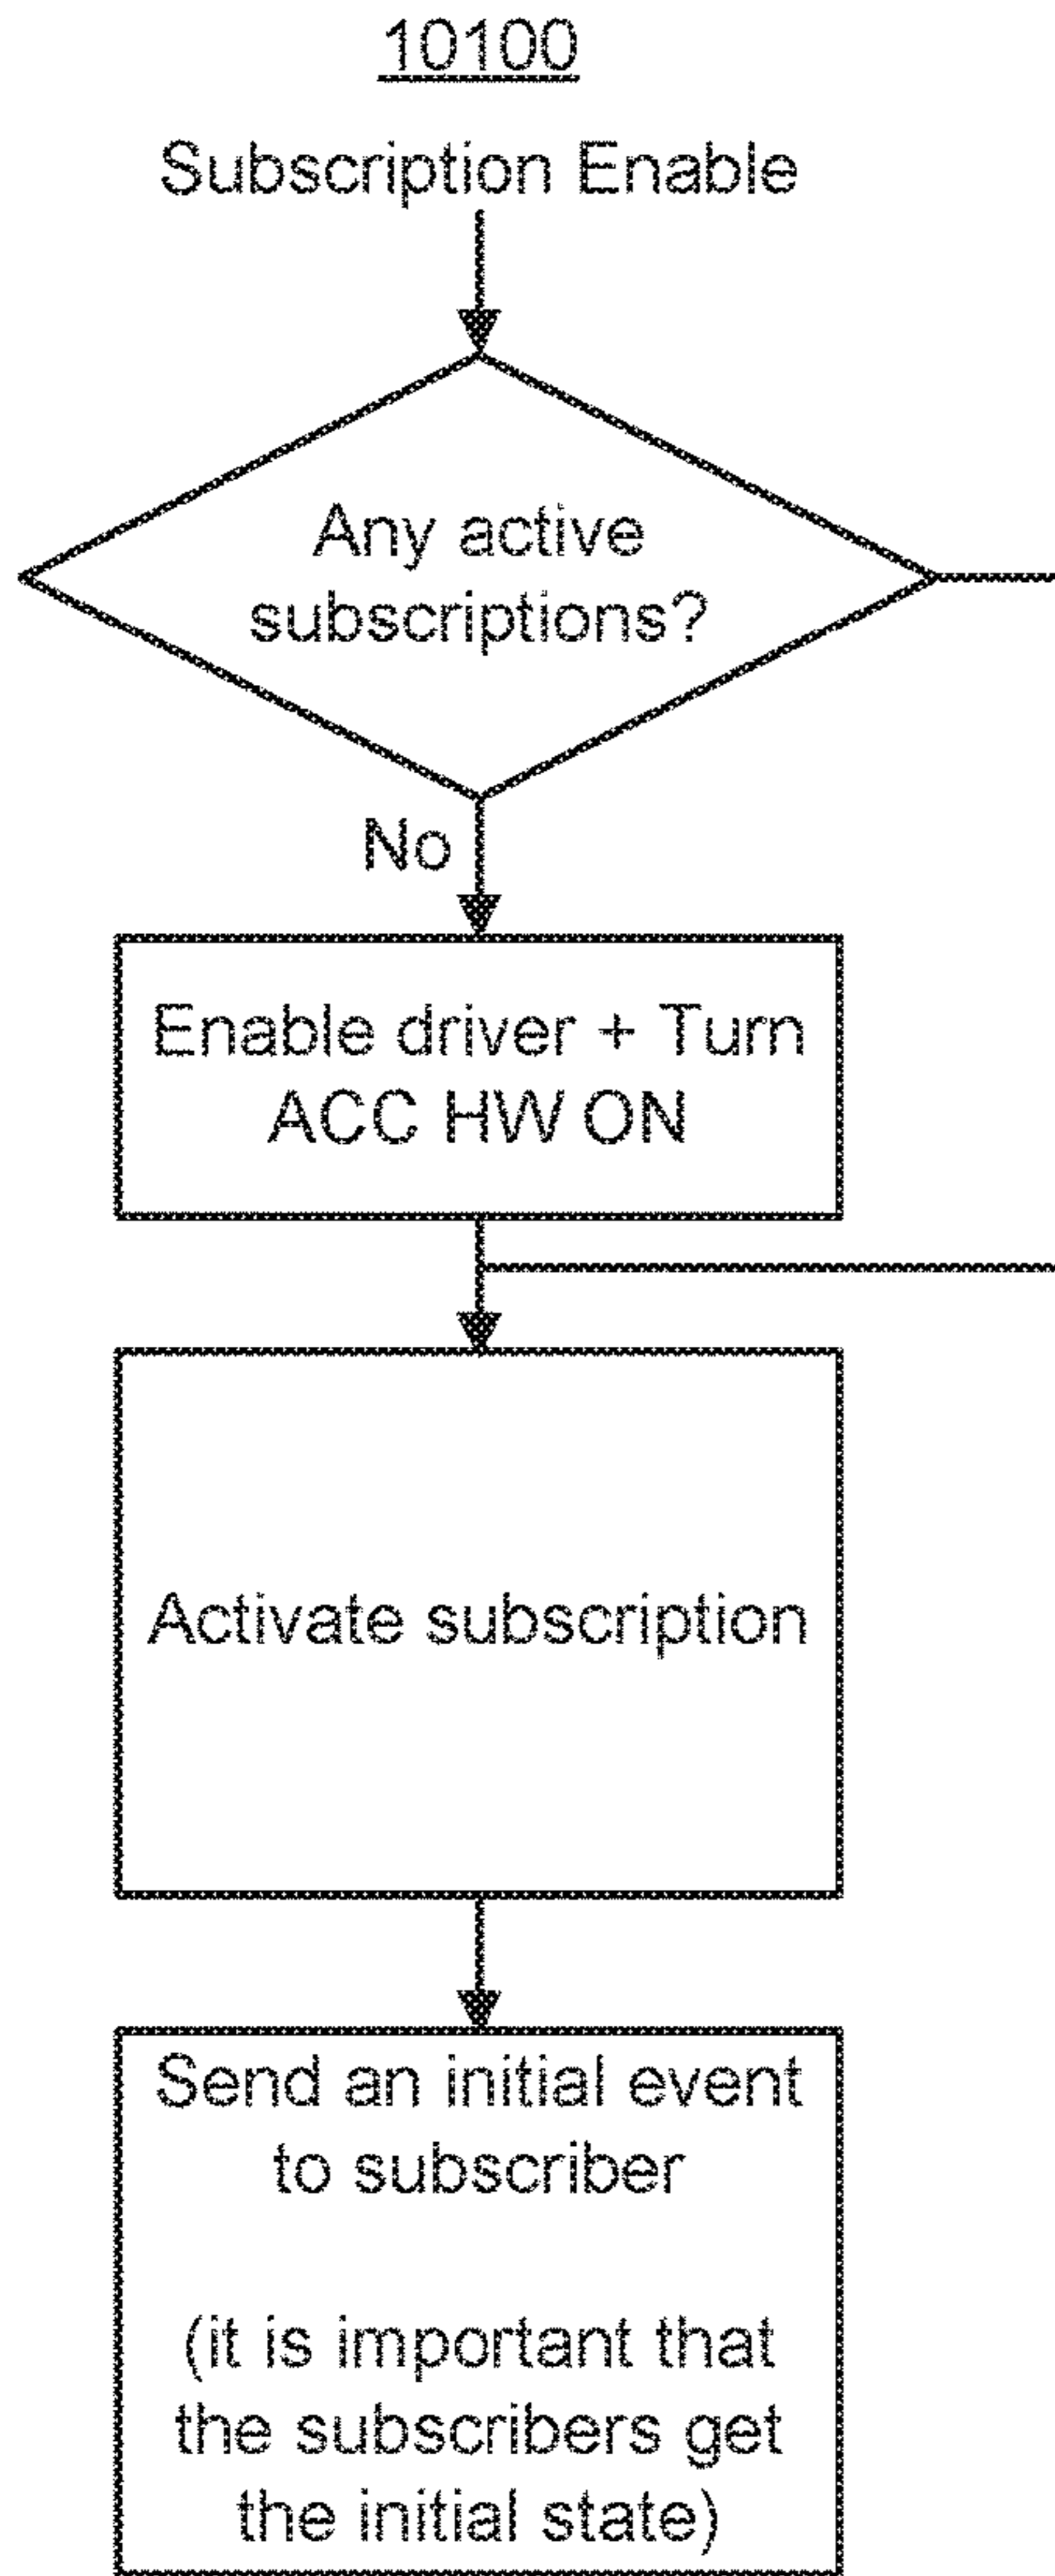 10100
Subscription Enable
Any active
subscriptions?
No
Enable driver + Turn
ACC HW ON
Activate subscription
Send an initial event
to subscriber
(it is important that
the subscribers get
the initial state)